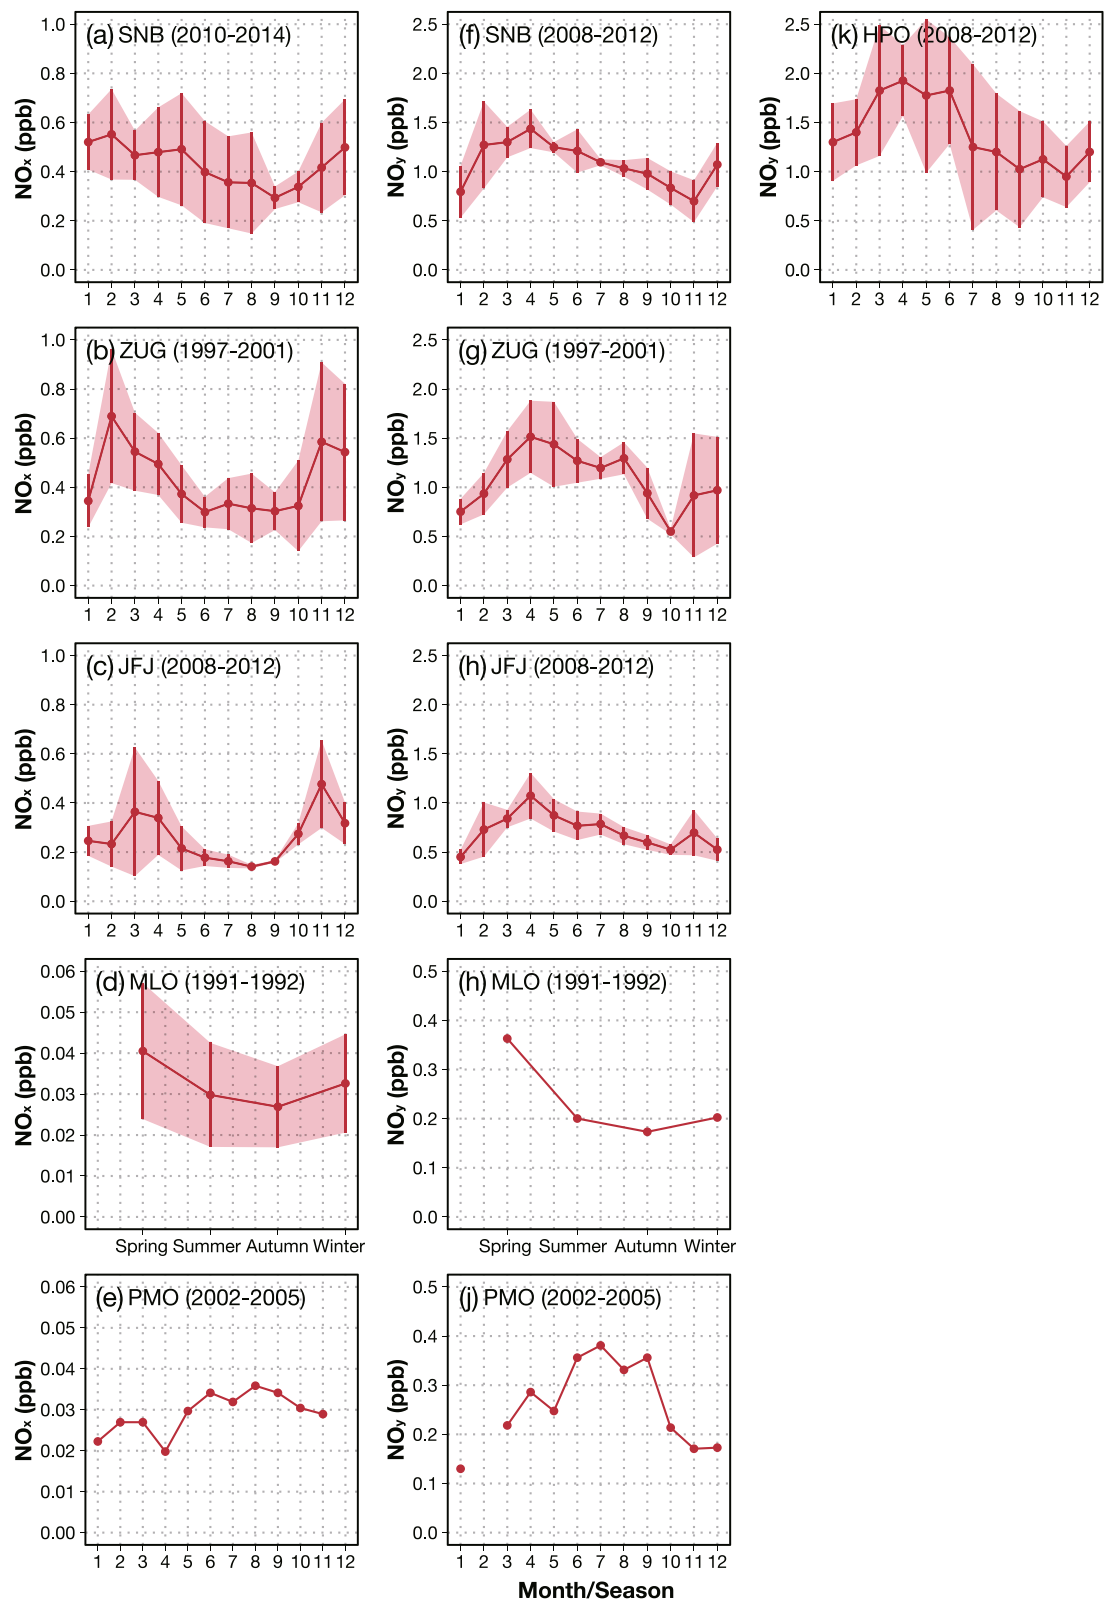 (a) SNB (2010-2014)
NOx (ppb)
1.0
0.8
0.6
0.4
0.2
0.0
1 2 3 4 5 6 7 8 9 10 11 12
(f) SNB (2008-2012)
NOy (ppb)
2.5
2.0
1.5
1.0
0.5
0.0
1 2 3 4 5 6 7 8 9 10 11 12
(k) HPO (2008-2012)
NOy (ppb)
2.5
2.0
1.5
1.0
0.5
0.0
1 2 3 4 5 6 7 8 9 10 11 12
(b) ZUG (1997-2001)
NOx (ppb)
1.0
0.8
0.6
0.4
0.2
0.0
1 2 3 4 5 6 7 8 9 10 11 12
(g) ZUG (1997-2001)
NOy (ppb)
2.5
2.0
1.5
1.0
0.5
0.0
1 2 3 4 5 6 7 8 9 10 11 12
(c) JFJ (2008-2012)
NOx (ppb)
1.0
0.8
0.6
0.4
0.2
0.0
1 2 3 4 5 6 7 8 9 10 11 12
(h) JFJ (2008-2012)
NOy (ppb)
2.5
2.0
1.5
1.0
0.5
0.0
1 2 3 4 5 6 7 8 9 10 11 12
(d) MLO (1991-1992)
NOx (ppb)
0.06
0.05
0.04
0.03
0.02
0.01
0.00
Spring Summer Autumn Winter
(h) MLO (1991-1992)
NOy (ppb)
0.5
0.4
0.3
0.2
0.1
0.0
Spring Summer Autumn Winter
(e) PMO (2002-2005)
NOx (ppb)
0.06
0.05
0.04
0.03
0.02
0.01
0.00
1 2 3 4 5 6 7 8 9 10 11 12
(j) PMO (2002-2005)
NOy (ppb)
0.5
0.4
0.3
0.2
0.1
0.0
1 2 3 4 5 6 7 8 9 10 11 12
Month/Season